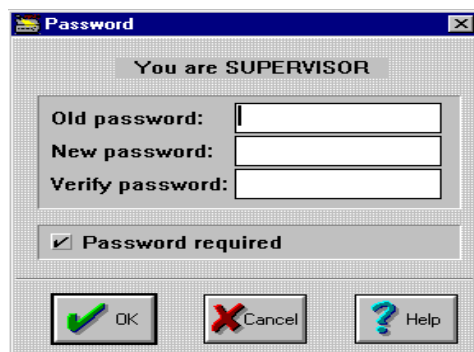 Password
You are SUPERVISOR
Old password:
New password:
Verify password:
Password required
OK Cancel Help